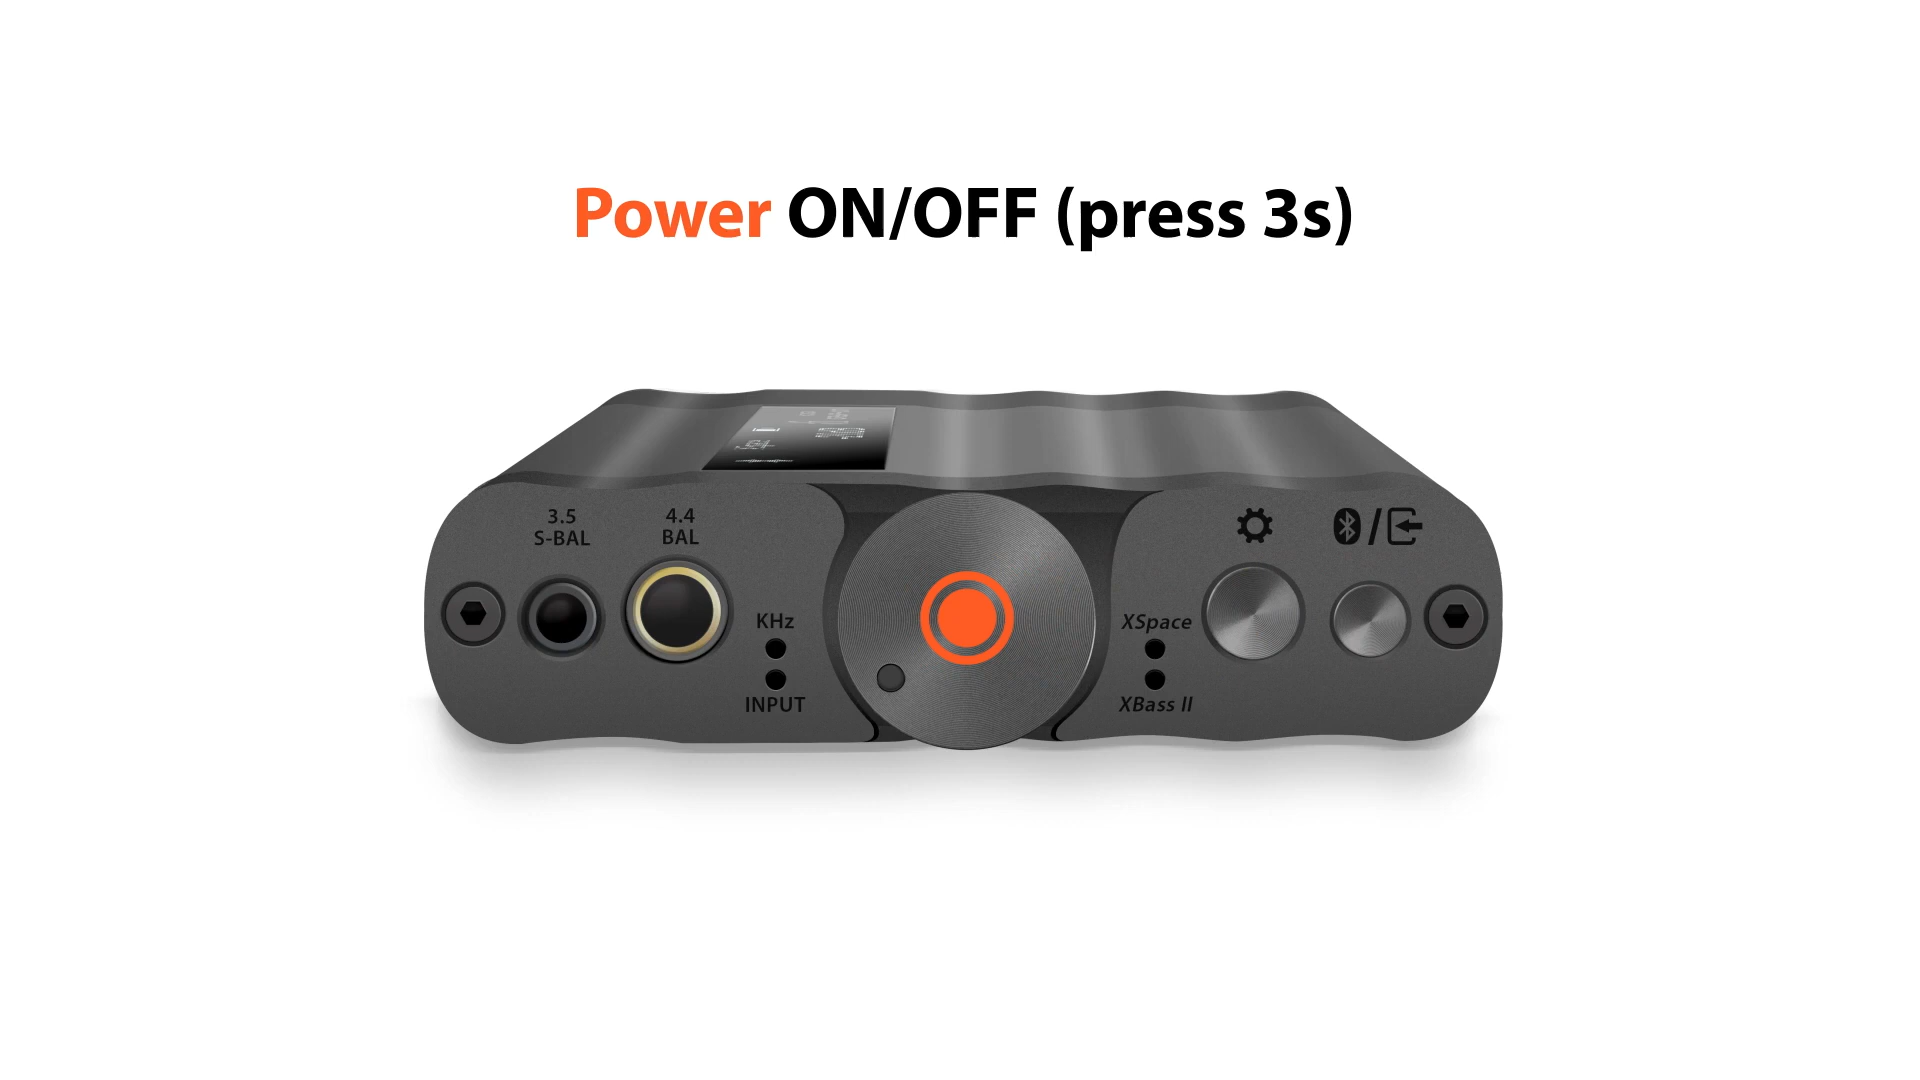 Power ON/OFF (press 3s)
3.5
S-BAL
4.4
BAL
KHz
INPUT
XSpace
XBass II